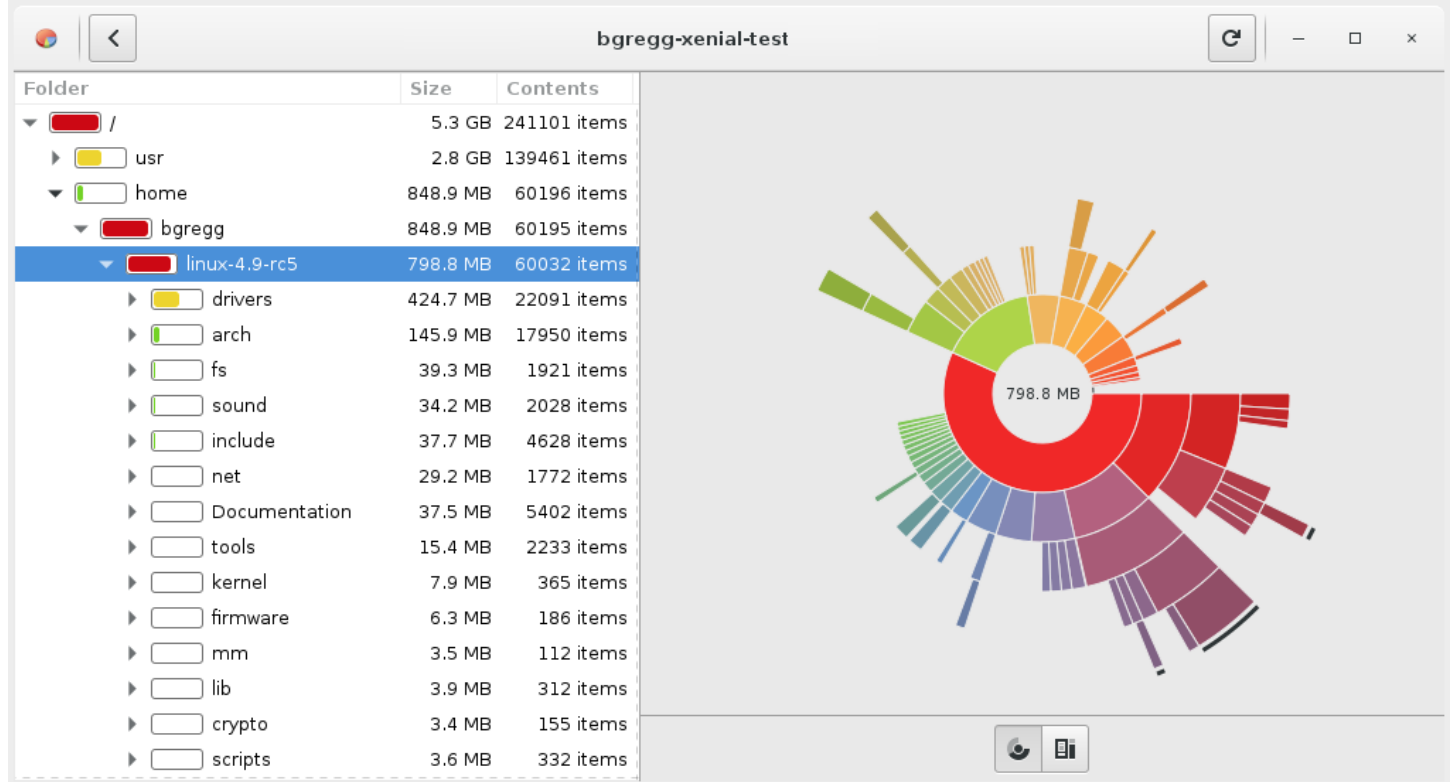 bgregg-xenial-test
Folder Size Contents
/ 5.3 GB 241101 items
usr 2.8 GB 139461 items
home 848.9 MB 60196 items
bgregg 848.9 MB 60195 items
linux-4.9-rc5 798.8 MB 60032 items
drivers 424.7 MB 22091 items
arch 145.9 MB 17950 items
fs 39.3 MB 1921 items
sound 34.2 MB 2028 items
include 37.7 MB 4628 items
net 29.2 MB 1772 items
Documentation 37.5 MB 5402 items
tools 15.4 MB 2233 items
kernel 7.9 MB 365 items
firmware 6.3 MB 186 items
mm 3.5 MB 112 items
lib 3.9 MB 312 items
crypto 3.4 MB 155 items
scripts 3.6 MB 332 items
798.8 MB